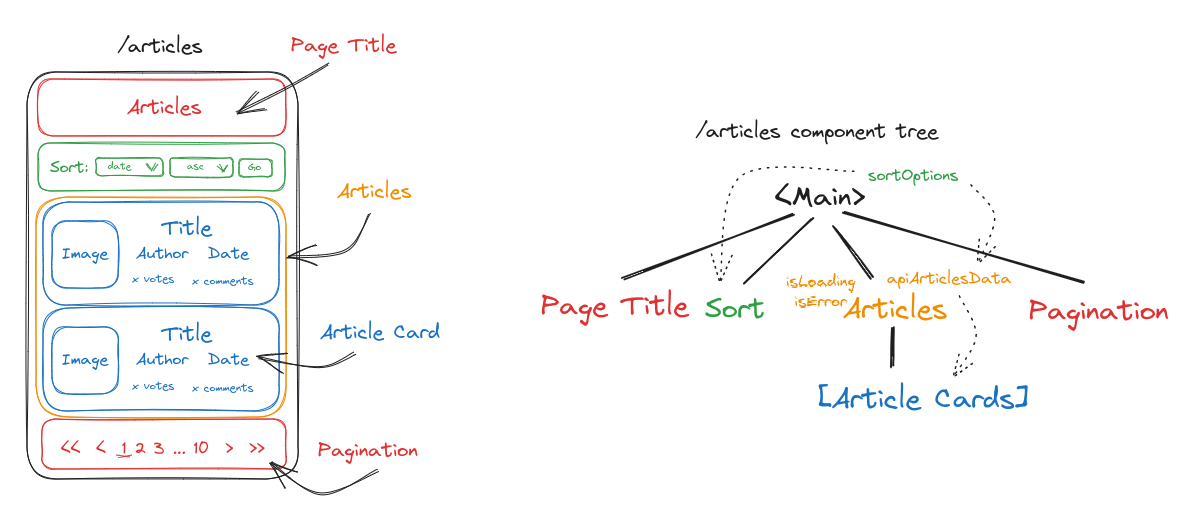 /articles
Page Title
Articles
Sort: date asc Go
Articles
Title
Image Author Date
x votes x comments
Article Card
Title
Image Author Date
x votes x comments
<< < 1 2 3 ... 10 > >>
Pagination
/articles component tree
sortOptions
<Main>
isLoading apiArticlesData
isError
Page Title Sort Articles Pagination
[Article Cards]